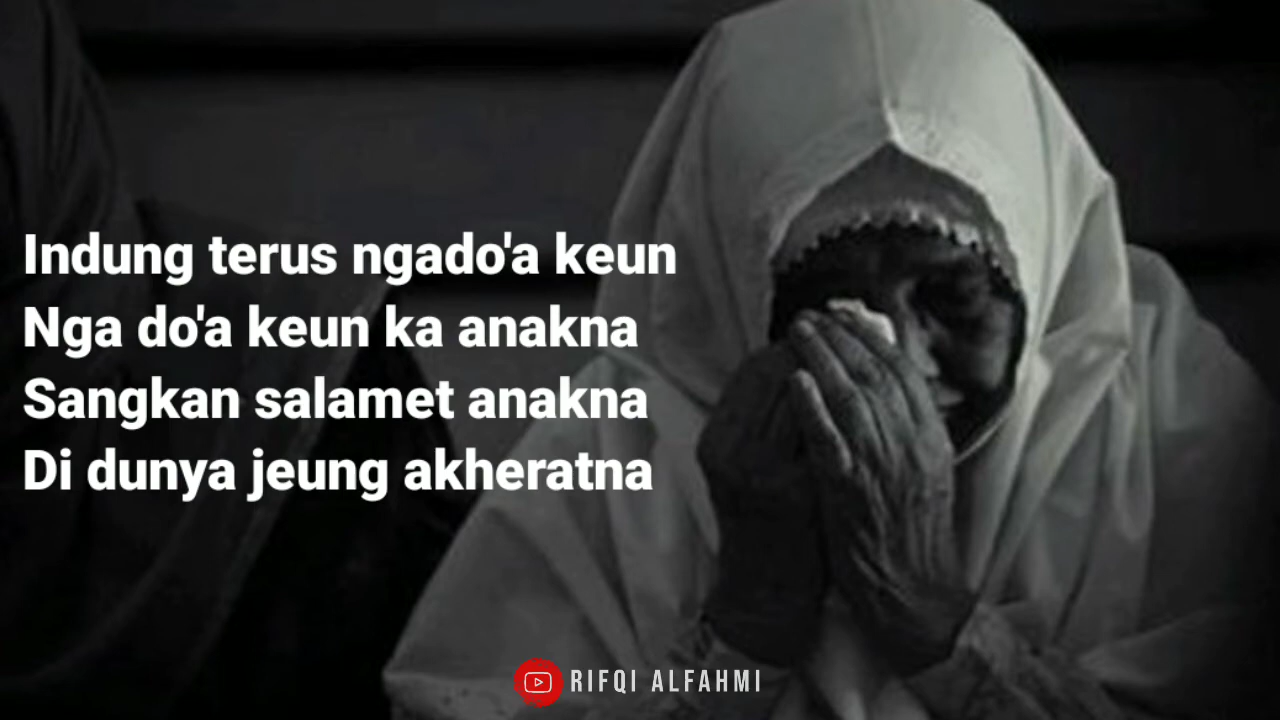 Indung terus ngado'a keun
Nga do'a keun ka anakna
Sangkan salamet anakna
Di dunya jeung akheratna
RIFQI ALFAHMI